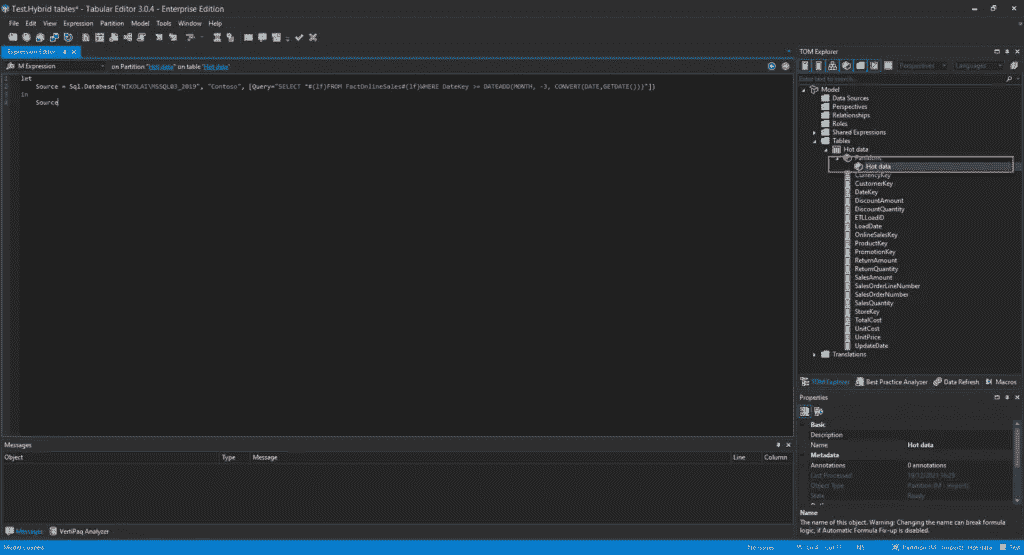 Test.Hybrid tables* - Tabular Editor 3.0.4 - Enterprise Edition
File Edit View Expression Partition Model Tools Window Help
Expression Editor
M Expression on Partition "Hot data" on table "Hot data"
1 let
2 Source = Sql.Database("NIKOLAI\MSSQL03_2019", "Contoso", [Query="SELECT *#(lf)FROM FactOnlineSales#(lf)WHERE DateKey >= DATEADD(MONTH, -3, CONVERT(DATE,GETDATE()))"])
3 in
4 Source
TOM Explorer
Perspectives Languages
Model
Data Sources
Perspectives
Relationships
Roles
Shared Expressions
Tables
Hot data
Partitions
Hot data
CurrencyKey
CustomerKey
DateKey
DiscountAmount
DiscountQuantity
ETLLoadID
LoadDate
OnlineSalesKey
ProductKey
PromotionKey
ReturnAmount
ReturnQuantity
SalesAmount
SalesOrderLineNumber
SalesOrderNumber
SalesQuantity
StoreKey
TotalCost
UnitCost
UnitPrice
UpdateDate
Translations
TOM Explorer Best Practice Analyzer Data Refresh Macros
Properties
Basic
Description
Name Hot data
Metadata
Annotations 0 annotations
Last Processed
Object Type Partition (M - Import)
State Ready
Name
The name of this object. Warning: Changing the name can break formula
logic, if Automatic Formula Fix-up is disabled.
Messages
Object Type Message Line Column
Messages VertiPaq Analyzer